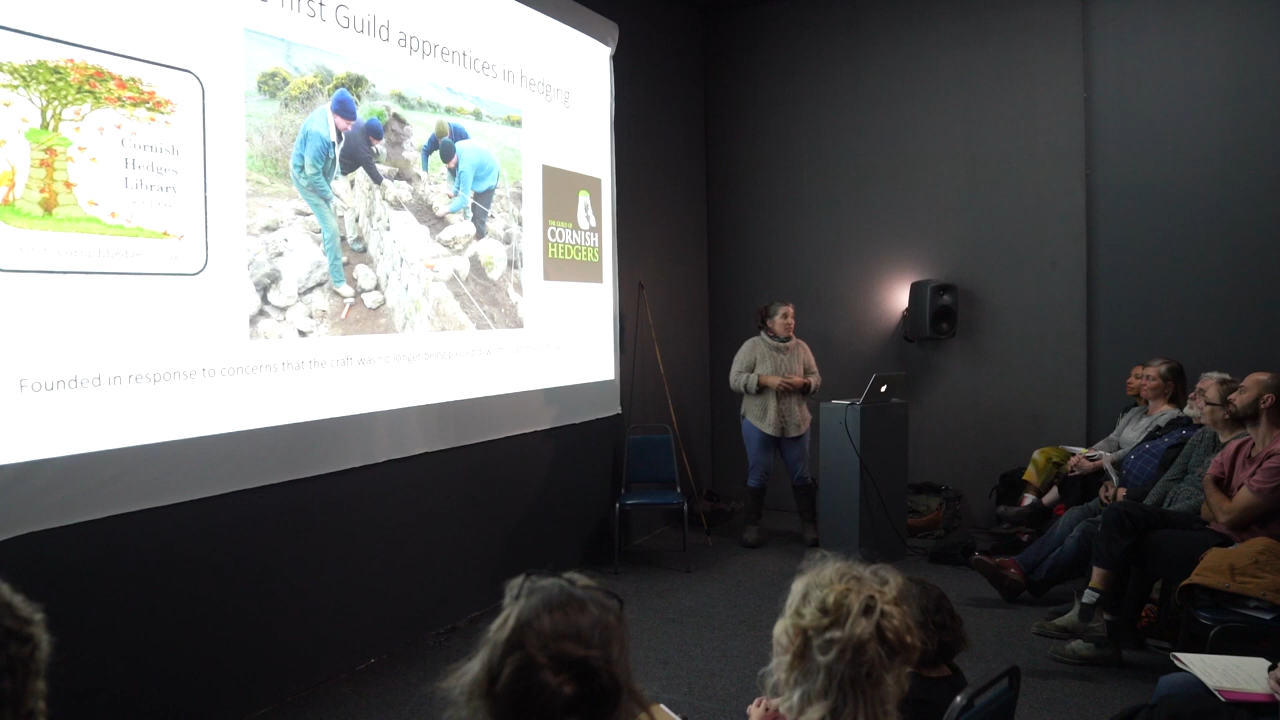 first Guild apprentices in hedging
Cornish
Hedges
Library
THE GUILD OF
CORNISH
HEDGERS
Founded in response to concerns that the craft was no longer being